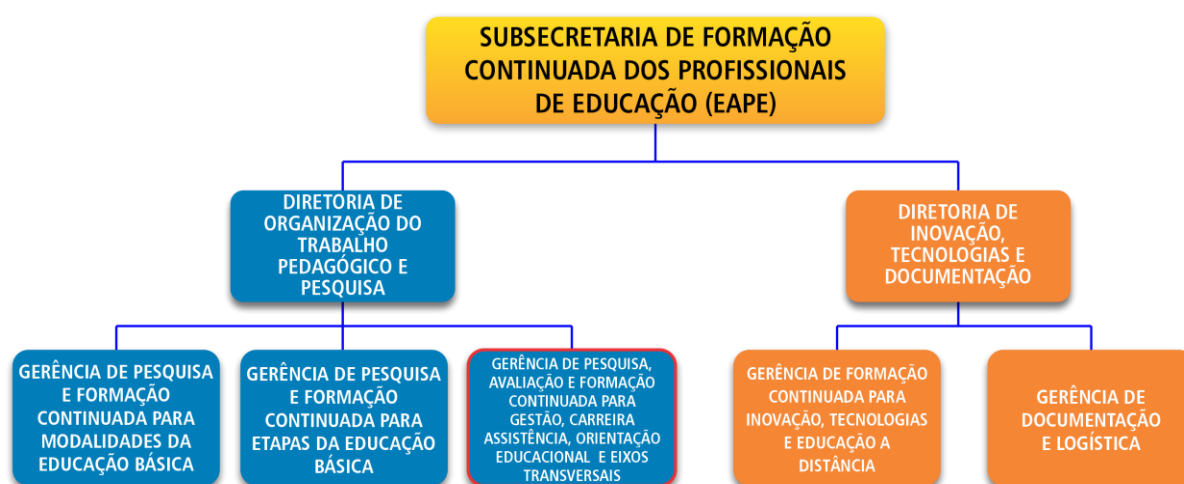 SUBSECRETARIA DE FORMAÇÃO
CONTINUADA DOS PROFISSIONAIS
DE EDUCAÇÃO (EAPE)
DIRETORIA DE
ORGANIZAÇÃO DO
TRABALHO
PEDAGÓGICO E
PESQUISA
DIRETORIA DE
INOVAÇÃO,
TECNOLOGIAS E
DOCUMENTAÇÃO
GERÊNCIA DE PESQUISA
E FORMAÇÃO
CONTINUADA PARA
MODALIDADES DA
EDUCAÇÃO BÁSICA
GERÊNCIA DE PESQUISA
E FORMAÇÃO
CONTINUADA PARA
ETAPAS DA EDUCAÇÃO
BÁSICA
GERÊNCIA DE PESQUISA,
AVALIAÇÃO E FORMAÇÃO
CONTINUADA PARA
GESTÃO, CARREIRA
ASSISTÊNCIA, ORIENTAÇÃO
EDUCACIONAL E EIXOS
TRANSVERSAIS
GERÊNCIA DE FORMAÇÃO
CONTINUADA PARA
INOVAÇÃO, TECNOLOGIAS
E EDUCAÇÃO A
DISTÂNCIA
GERÊNCIA DE
DOCUMENTAÇÃO
E LOGÍSTICA